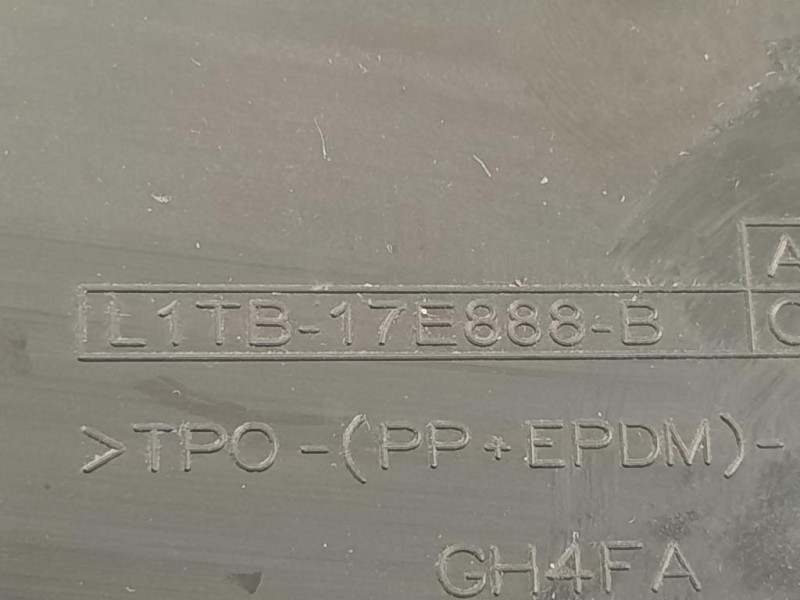 A
L1TB-17E888-B
>TPO-(PP+EPDM)-
GH4FA